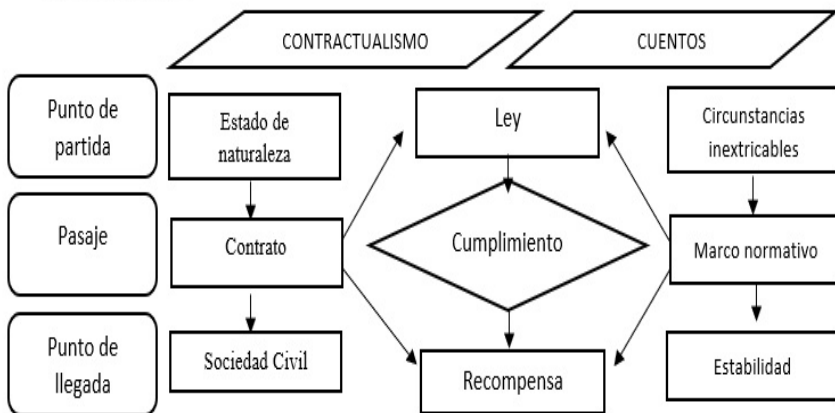 CONTRACTUALISMO
CUENTOS
Punto de
partida
Estado de
naturaleza
Ley
Circunstancias
inextricables
Pasaje
Contrato
Cumplimiento
Marco normativo
Punto de
llegada
Sociedad Civil
Recompensa
Estabilidad